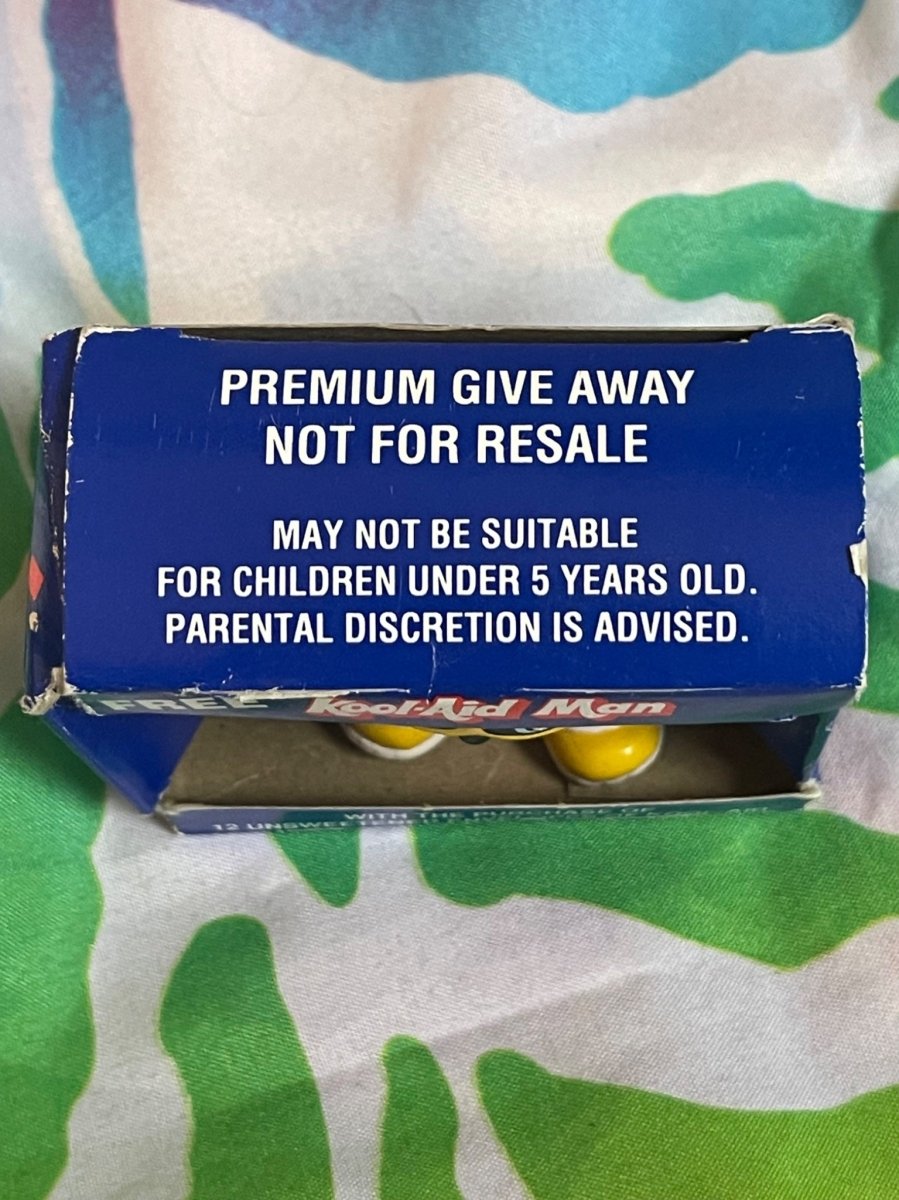 PREMIUM GIVE AWAY
NOT FOR RESALE
MAY NOT BE SUITABLE
FOR CHILDREN UNDER 5 YEARS OLD.
PARENTAL DISCRETION IS ADVISED.
FREE Kool-Aid Man
WITH THE PURCHASE OF
12